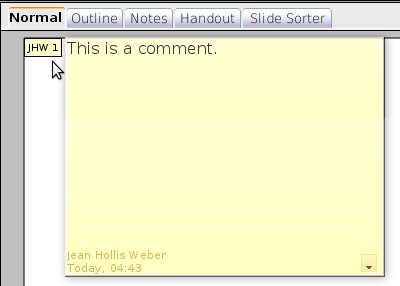 Normal Outline Notes Handout Slide Sorter
JHW 1 This is a comment.
Jean Hollis Weber
Today, 04:43